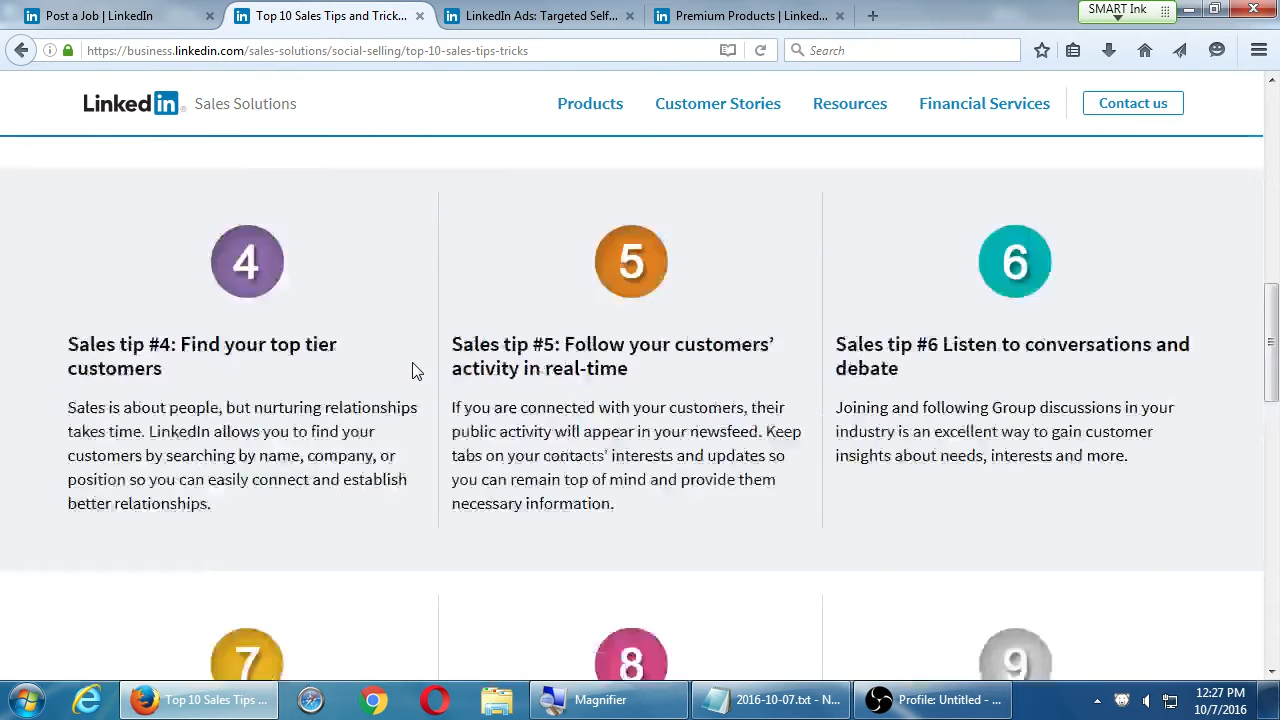 Post a Job | LinkedIn
Top 10 Sales Tips and Trick...
LinkedIn Ads: Targeted Self...
Premium Products | Linked...
SMART Ink
https://business.linkedin.com/sales-solutions/social-selling/top-10-sales-tips-tricks
Search
Linked in Sales Solutions
Products
Customer Stories
Resources
Financial Services
Contact us
4
Sales tip #4: Find your top tier
customers
Sales is about people, but nurturing relationships
takes time. LinkedIn allows you to find your
customers by searching by name, company, or
position so you can easily connect and establish
better relationships.
5
Sales tip #5: Follow your customers’
activity in real-time
If you are connected with your customers, their
public activity will appear in your newsfeed. Keep
tabs on your contacts’ interests and updates so
you can remain top of mind and provide them
necessary information.
6
Sales tip #6 Listen to conversations and
debate
Joining and following Group discussions in your
industry is an excellent way to gain customer
insights about needs, interests and more.
7
8
9
Top 10 Sales Tips ...
Magnifier
2016-10-07.txt - N...
Profile: Untitled - ...
12:27 PM
10/7/2016